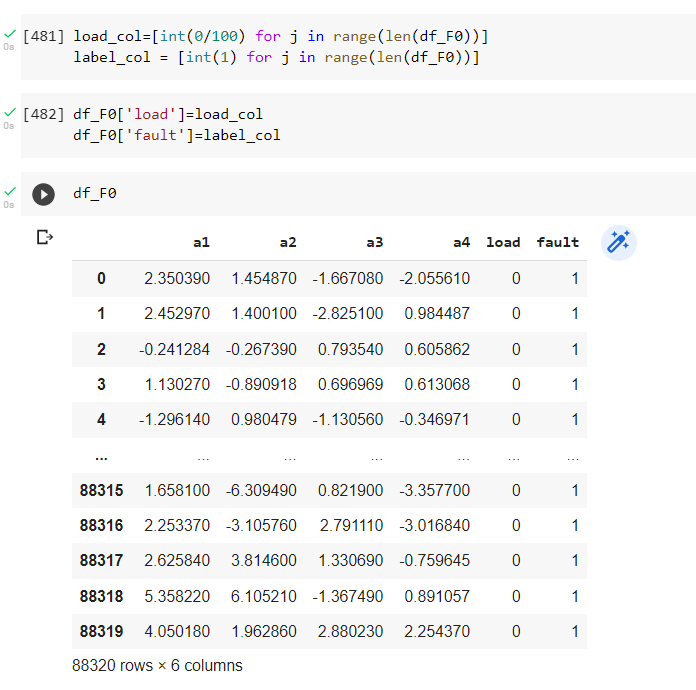 [481] load_col=[int(0/100) for j in range(len(df_F0))]
label_col = [int(1) for j in range(len(df_F0))]
0s
[482] df_F0['load']=load_col
0s
df_F0['fault']=label_col
df_F0
0s
a1 a2 a3 a4 load fault
0 2.350390 1.454870 -1.667080 -2.055610 0 1
1 2.452970 1.400100 -2.825100 0.984487 0 1
2 -0.241284 -0.267390 0.793540 0.605862 0 1
3 1.130270 -0.890918 0.696969 0.613068 0 1
4 -1.296140 0.980479 -1.130560 -0.346971 0 1
... ... ... ... ... ... ...
88315 1.658100 -6.309490 0.821900 -3.357700 0 1
88316 2.253370 -3.105760 2.791110 -3.016840 0 1
88317 2.625840 3.814600 1.330690 -0.759645 0 1
88318 5.358220 6.105210 -1.367490 0.891057 0 1
88319 4.050180 1.962860 2.880230 2.254370 0 1
88320 rows × 6 columns